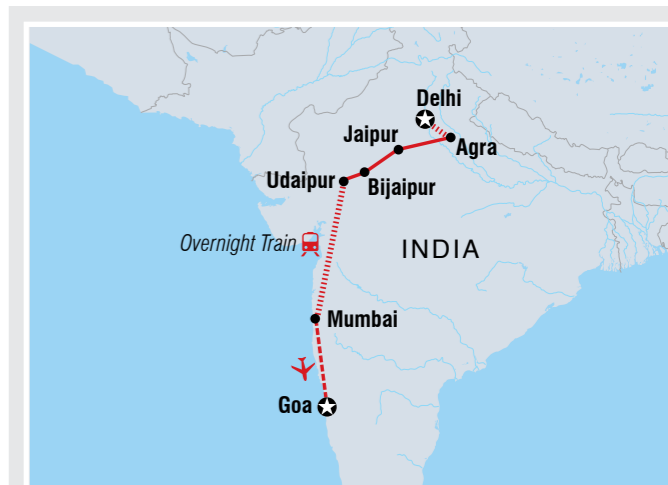 Delhi
Jaipur
Agra
Udaipur
Bijaipur
Overnight Train
INDIA
Mumbai
Goa